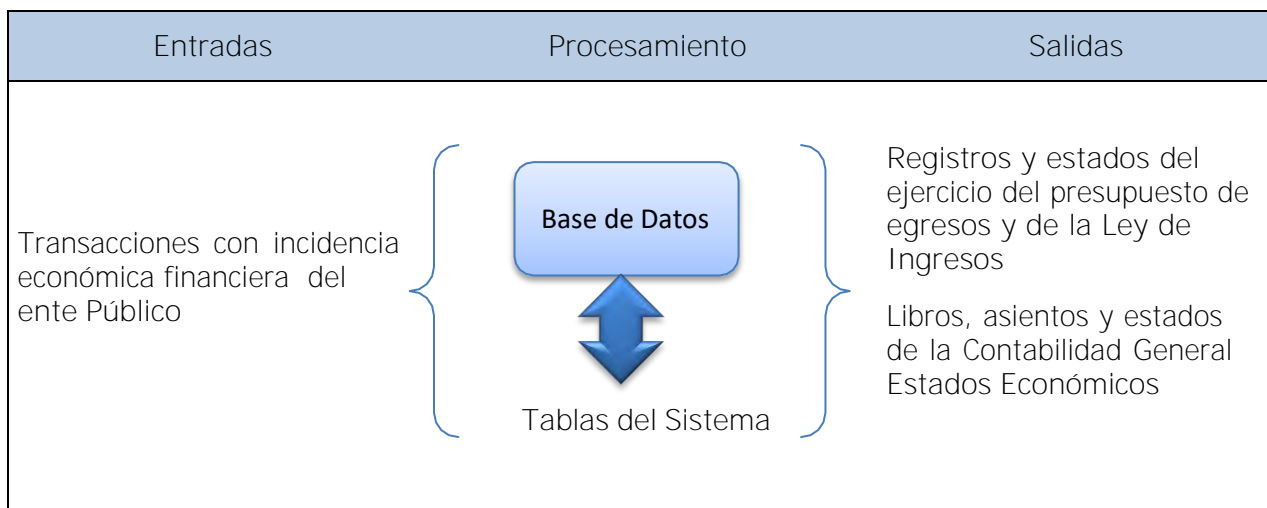 Entradas
Procesamiento
Salidas
Transacciones con incidencia
económica financiera del
ente Público
Base de Datos
Tablas del Sistema
Registros y estados del
ejercicio del presupuesto de
egresos y de la Ley de
Ingresos
Libros, asientos y estados
de la Contabilidad General
Estados Económicos